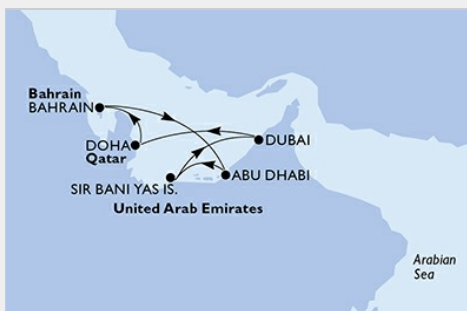 Bahrain
BAHRAIN
DOHA
Qatar
DUBAI
SIR BANI YAS IS.
ABU DHABI
United Arab Emirates
Arabian
Sea